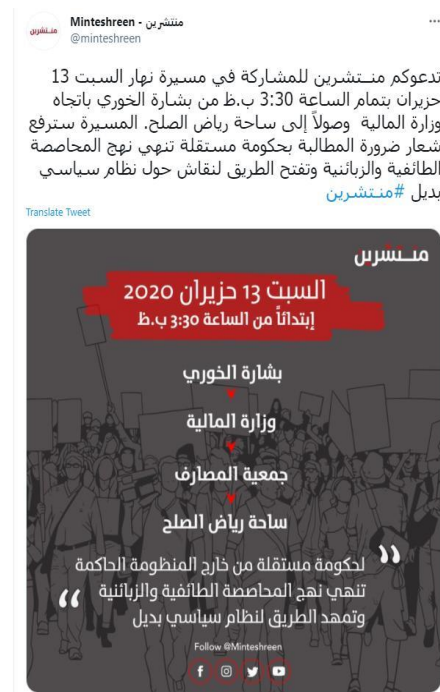 Minteshreen - منتشرين
@minteshreen
منتشرين
تدعوكم منــتشرين للمشاركة في مسيرة نهار السبت 13
حزيران بتمام الساعة 3:30 ب.ظ من بشارة الخوري باتجاه
وزارة المالية وصولاً إلى ساحة رياض الصلح. المسيرة سترفع
شعار ضرورة المطالبة بحكومة مستقلة تنهي نهج المحاصصة
الطائفية والزبائنية وتفتح الطريق لنقاش حول نظام سياسي
بديل #منـتشرين
Translate Tweet
منــتشرين
السبت 13 حزيران 2020
إبتدائاً من الساعة 3:30 ب.ظ
بشارة الخوري
وزارة المالية
جمعية المصارف
ساحة رياض الصلح
لحكومة مستقلة من خارج المنظومة الحاكمة
تنهي نهج المحاصصة الطائفية والزبائنية
وتمهد الطريق لنظام سياسي بديل
Follow @Minteshreen